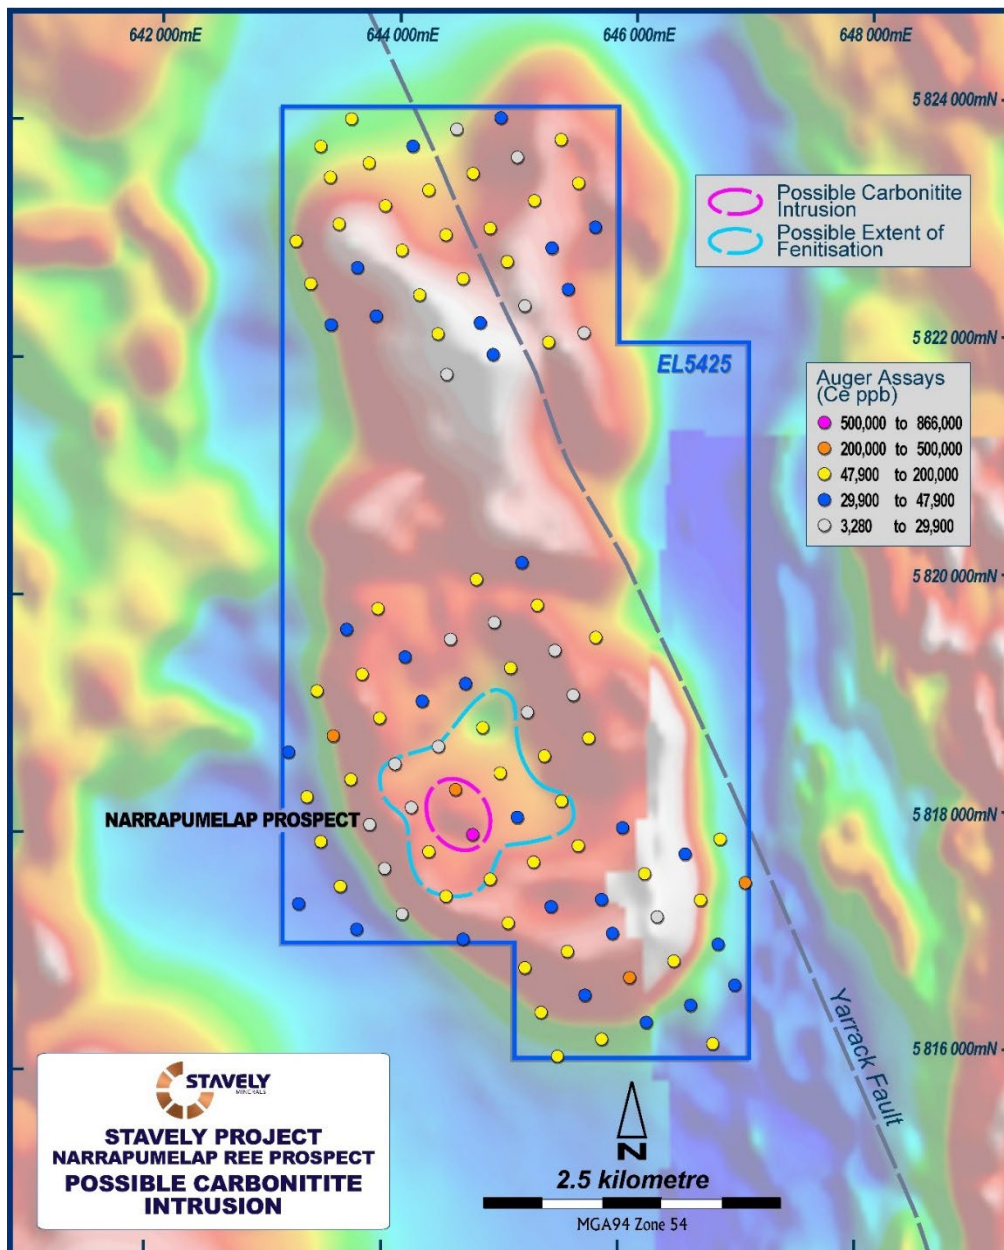 642 000mE
644 000mE
646 000mE
648 000mE
5 824 000mN
Possible Carbonitite
Intrusion
Possible Extent of
Fenitisation
5 822 000mN
EL5425
Auger Assays
(Ce ppb)
500,000 to 866,000
200,000 to 500,000
47,900 to 200,000
29,900 to 47,900
3,280 to 29,900
5 820 000mN
NARRAPUMELAP PROSPECT
5 818 000mN
Yarrack Fault
5 816 000mN
STAVELY
MINERALS
STAVELY PROJECT
NARRAPUMELAP REE PROSPECT
POSSIBLE CARBONITITE
INTRUSION
N
2.5 kilometre
MGA94 Zone 54